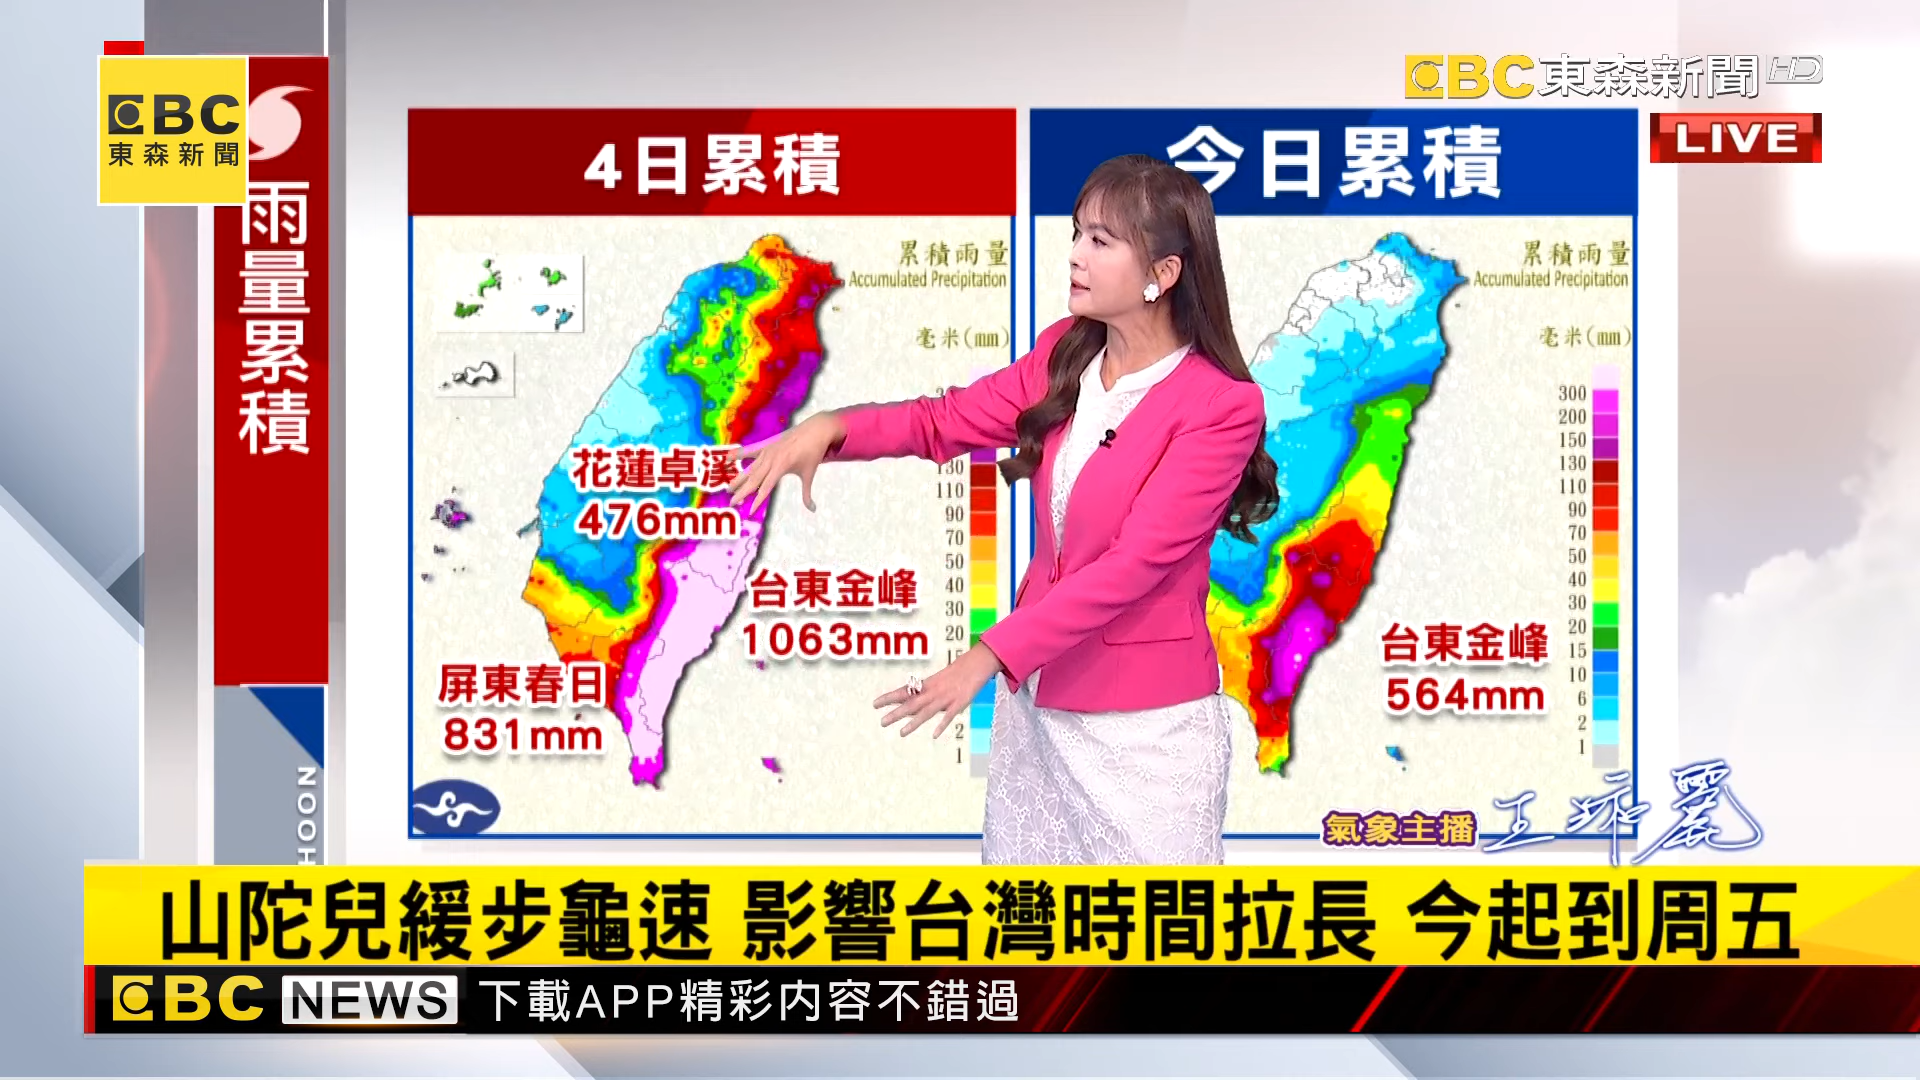 EBC
東森新聞
雨量累積
HOON
EBC東森新聞HD
LIVE
4日累積
累積雨量
Accumulated Precipitation
毫米(mm)
130
110
90
70
50
40
30
20
15
2
1
花蓮卓溪
476mm
台東金峰
1063mm
屏東春日
831mm
今日累積
累積雨量
Accumulated Precipitation
毫米(mm)
300
200
150
130
110
90
70
50
40
30
20
15
10
6
2
1
台東金峰
564mm
氣象主播
山陀兒緩步龜速 影響台灣時間拉長 今起到周五
EBC NEWS 下載APP精彩內容不錯過